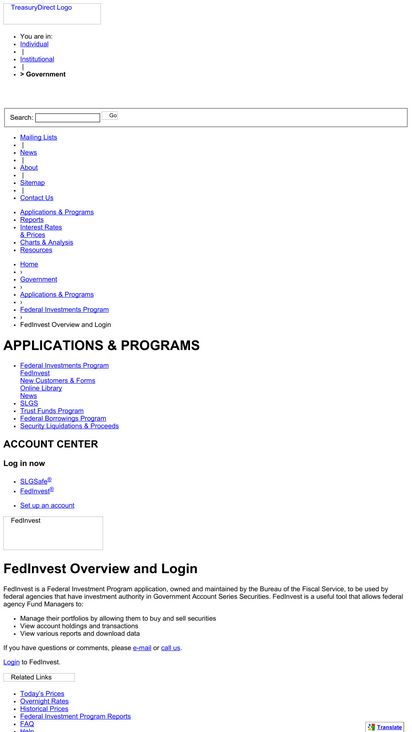 TreasuryDirect Logo
You are in:
Individual
|
Institutional
|
> Government
Search:
Go
Mailing Lists
|
News
|
About
|
Sitemap
|
Contact Us
Applications & Programs
Reports
Interest Rates
& Prices
Charts & Analysis
Resources
Home
›
Government
›
Applications & Programs
›
Federal Investments Program
›
FedInvest Overview and Login
APPLICATIONS & PROGRAMS
Federal Investments Program
FedInvest
New Customers & Forms
Online Library
News
SLGS
Trust Funds Program
Federal Borrowings Program
Security Liquidations & Proceeds
ACCOUNT CENTER
Log in now
SLGSafe®
FedInvest®
Set up an account
FedInvest
FedInvest Overview and Login
FedInvest is a Federal Investment Program application, owned and maintained by the Bureau of the Fiscal Service, to be used by
federal agencies that have investment authority in Government Account Series Securities. FedInvest is a useful tool that allows federal
agency Fund Managers to:
Manage their portfolios by allowing them to buy and sell securities
View account holdings and transactions
View various reports and download data
If you have questions or comments, please e-mail or call us.
Login to FedInvest.
Related Links
Today's Prices
Overnight Rates
Historical Prices
Federal Investment Program Reports
FAQ
Help
Translate